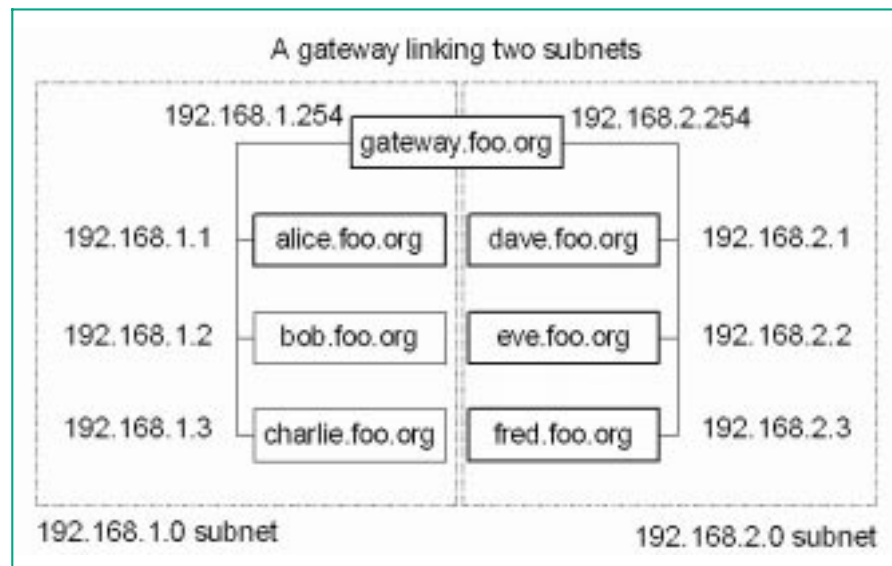 A gateway linking two subnets
192.168.1.254
192.168.2.254
gateway.foo.org
192.168.1.1
alice.foo.org
dave.foo.org
192.168.2.1
192.168.1.2
bob.foo.org
eve.foo.org
192.168.2.2
192.168.1.3
charlie.foo.org
fred.foo.org
192.168.2.3
192.168.1.0 subnet
192.168.2.0 subnet